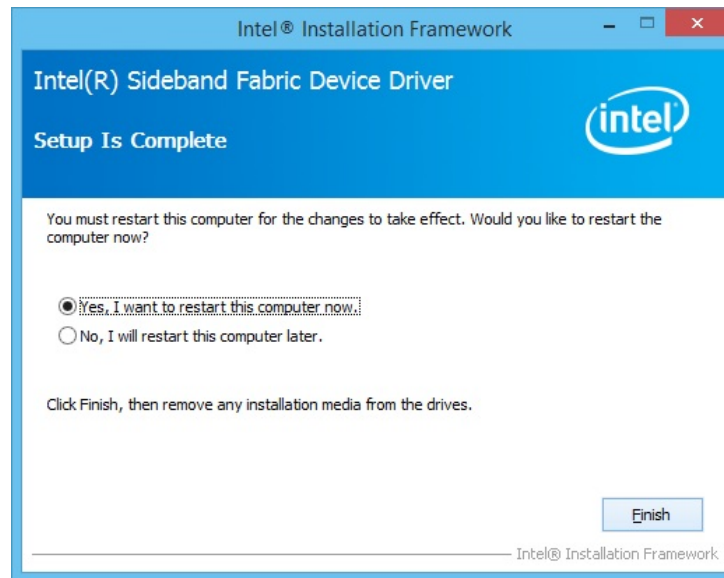 Intel® Installation Framework
Intel(R) Sideband Fabric Device Driver
Setup Is Complete
intel
You must restart this computer for the changes to take effect. Would you like to restart the
computer now?
Yes, I want to restart this computer now.
No, I will restart this computer later.
Click Finish, then remove any installation media from the drives.
Finish
Intel® Installation Framework